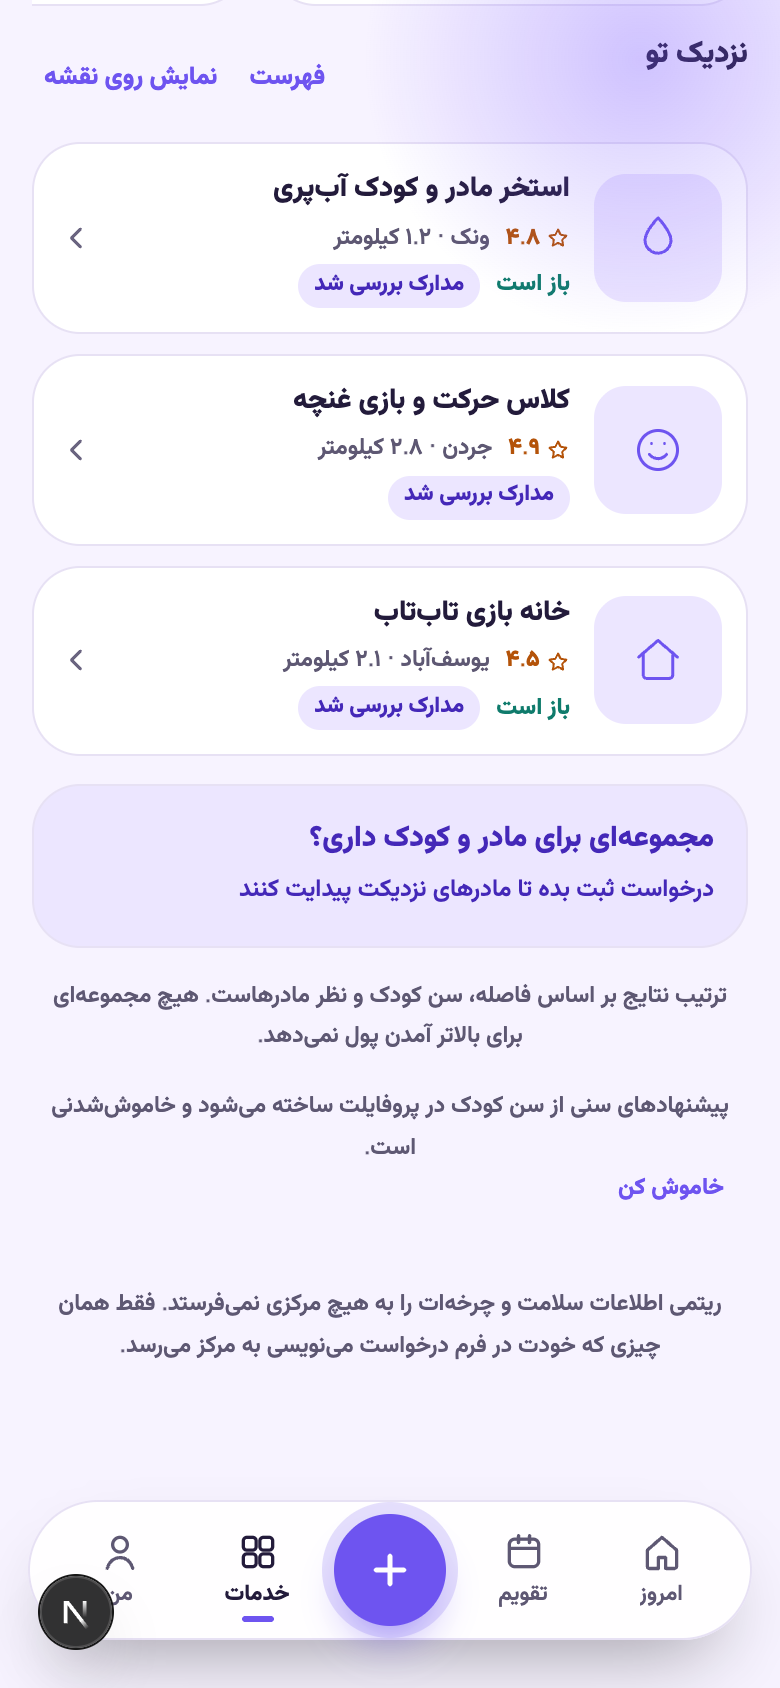 نزدیک تو
فهرست
نمایش روی نقشه
استخر مادر و کودک آب‌پری
۴.۸ ونک · ۱.۲ کیلومتر
باز است مدارک بررسی شد
کلاس حرکت و بازی غنچه
۴.۹ جردن · ۲.۸ کیلومتر
مدارک بررسی شد
خانه بازی تاب‌تاب
۴.۵ یوسف‌آباد · ۲.۱ کیلومتر
باز است مدارک بررسی شد
مجموعه‌ای برای مادر و کودک داری؟
درخواست ثبت بده تا مادرهای نزدیکت پیدایت کنند
ترتیب نتایج بر اساس فاصله، سن کودک و نظر مادرهاست. هیچ مجموعه‌ای
برای بالاتر آمدن پول نمی‌دهد.
پیشنهادهای سنی از سن کودک در پروفایلت ساخته می‌شود و خاموش‌شدنی
است.
خاموش کن
ریتمی اطلاعات سلامت و چرخه‌ات را به هیچ مرکزی نمی‌فرستد. فقط همان
چیزی که خودت در فرم درخواست می‌نویسی به مرکز می‌رسد.
امروز
تقویم
خدمات
من
N